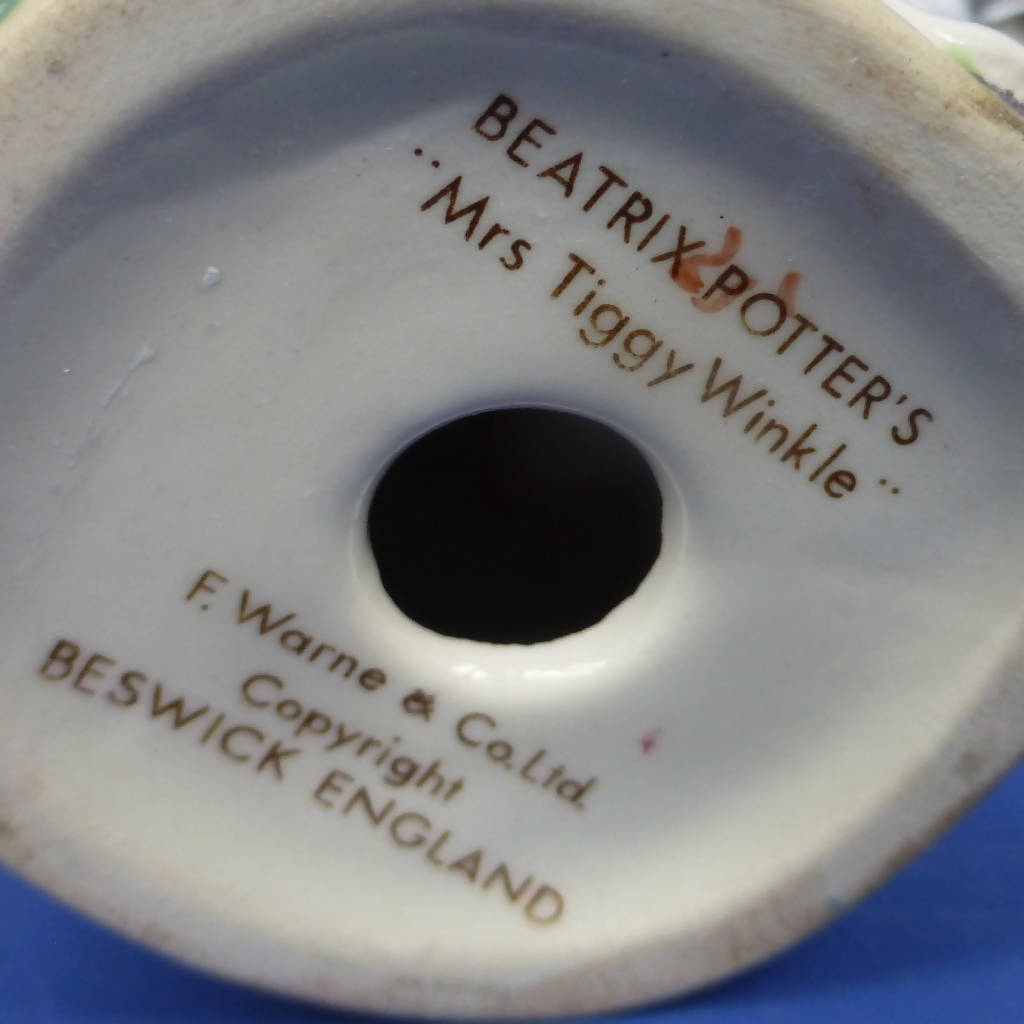 BEATRIX POTTER'S
"Mrs Tiggy Winkle"
F. Warne & Co. Ltd.
Copyright
BESWICK ENGLAND